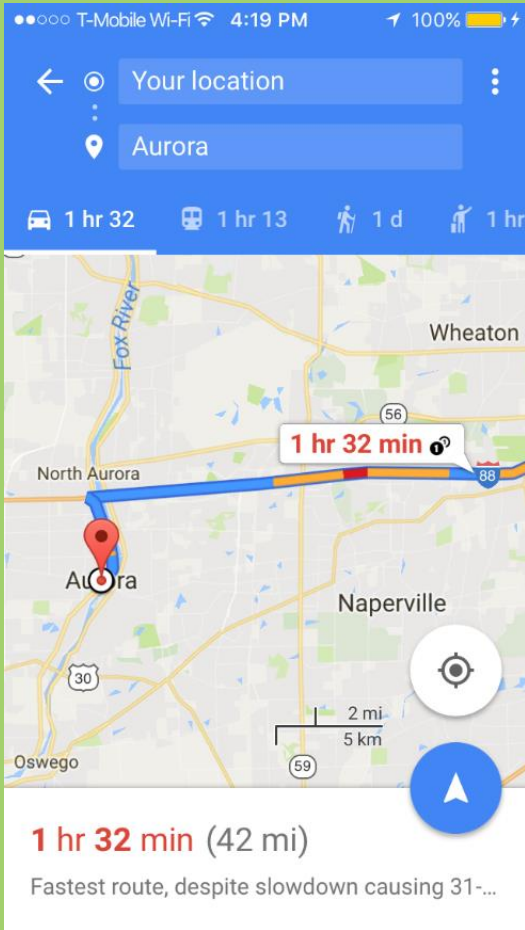 T-Mobile Wi-Fi 4:19 PM 100%
Your location
Aurora
1 hr 32 1 hr 13 1 d 1 hr
Fox River
Wheaton
56
1 hr 32 min
88
North Aurora
Aurora
Naperville
30
2 mi
5 km
Oswego
59
1 hr 32 min (42 mi)
Fastest route, despite slowdown causing 31-...